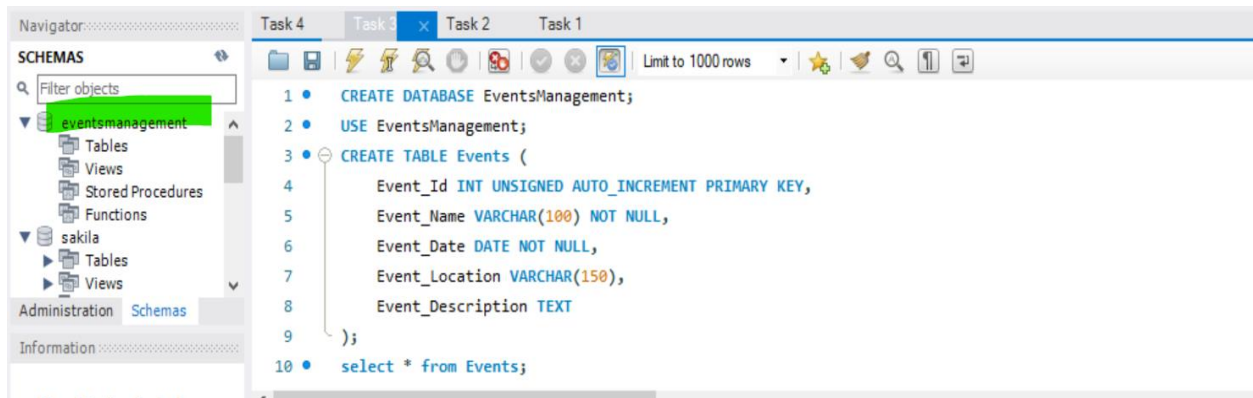 Navigator
SCHEMAS
Filter objects
eventsmanagement
Tables
Views
Stored Procedures
Functions
sakila
Tables
Views
Administration Schemas
Information
Task 4 Task 3 Task 2 Task 1
Limit to 1000 rows
1 CREATE DATABASE EventsManagement;
2 USE EventsManagement;
3 CREATE TABLE Events (
4 Event_Id INT UNSIGNED AUTO_INCREMENT PRIMARY KEY,
5 Event_Name VARCHAR(100) NOT NULL,
6 Event_Date DATE NOT NULL,
7 Event_Location VARCHAR(150),
8 Event_Description TEXT
9 );
10 select * from Events;